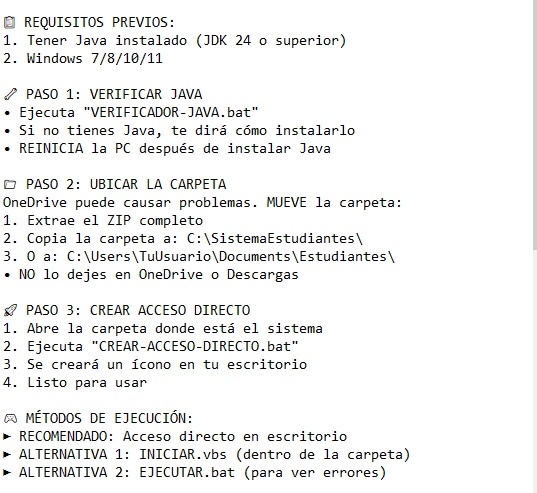 📋 REQUISITOS PREVIOS:
1. Tener Java instalado (JDK 24 o superior)
2. Windows 7/8/10/11
🔧 PASO 1: VERIFICAR JAVA
• Ejecuta "VERIFICADOR-JAVA.bat"
• Si no tienes Java, te dirá cómo instalarlo
• REINICIA la PC después de instalar Java
📁 PASO 2: UBICAR LA CARPETA
OneDrive puede causar problemas. MUEVE la carpeta:
1. Extrae el ZIP completo
2. Copia la carpeta a: C:\SistemaEstudiantes\
3. O a: C:\Users\TuUsuario\Documents\Estudiantes\
• NO lo dejes en OneDrive o Descargas
🚀 PASO 3: CREAR ACCESO DIRECTO
1. Abre la carpeta donde está el sistema
2. Ejecuta "CREAR-ACCESO-DIRECTO.bat"
3. Se creará un ícono en tu escritorio
4. Listo para usar
🎮 MÉTODOS DE EJECUCIÓN:
► RECOMENDADO: Acceso directo en escritorio
► ALTERNATIVA 1: INICIAR.vbs (dentro de la carpeta)
► ALTERNATIVA 2: EJECUTAR.bat (para ver errores)